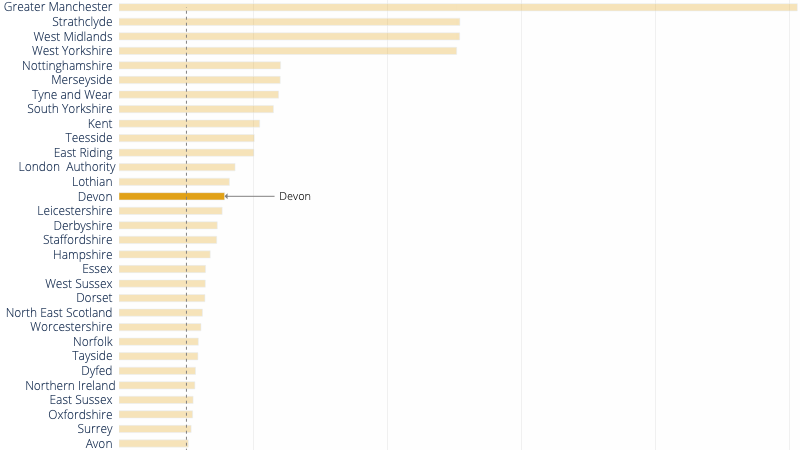 Greater Manchester
Strathclyde
West Midlands
West Yorkshire
Nottinghamshire
Merseyside
Tyne and Wear
South Yorkshire
Kent
Teesside
East Riding
London  Authority
Lothian
Devon Devon
Leicestershire
Derbyshire
Staffordshire
Hampshire
Essex
West Sussex
Dorset
North East Scotland
Worcestershire
Norfolk
Tayside
Dyfed
Northern Ireland
East Sussex
Oxfordshire
Surrey
Avon